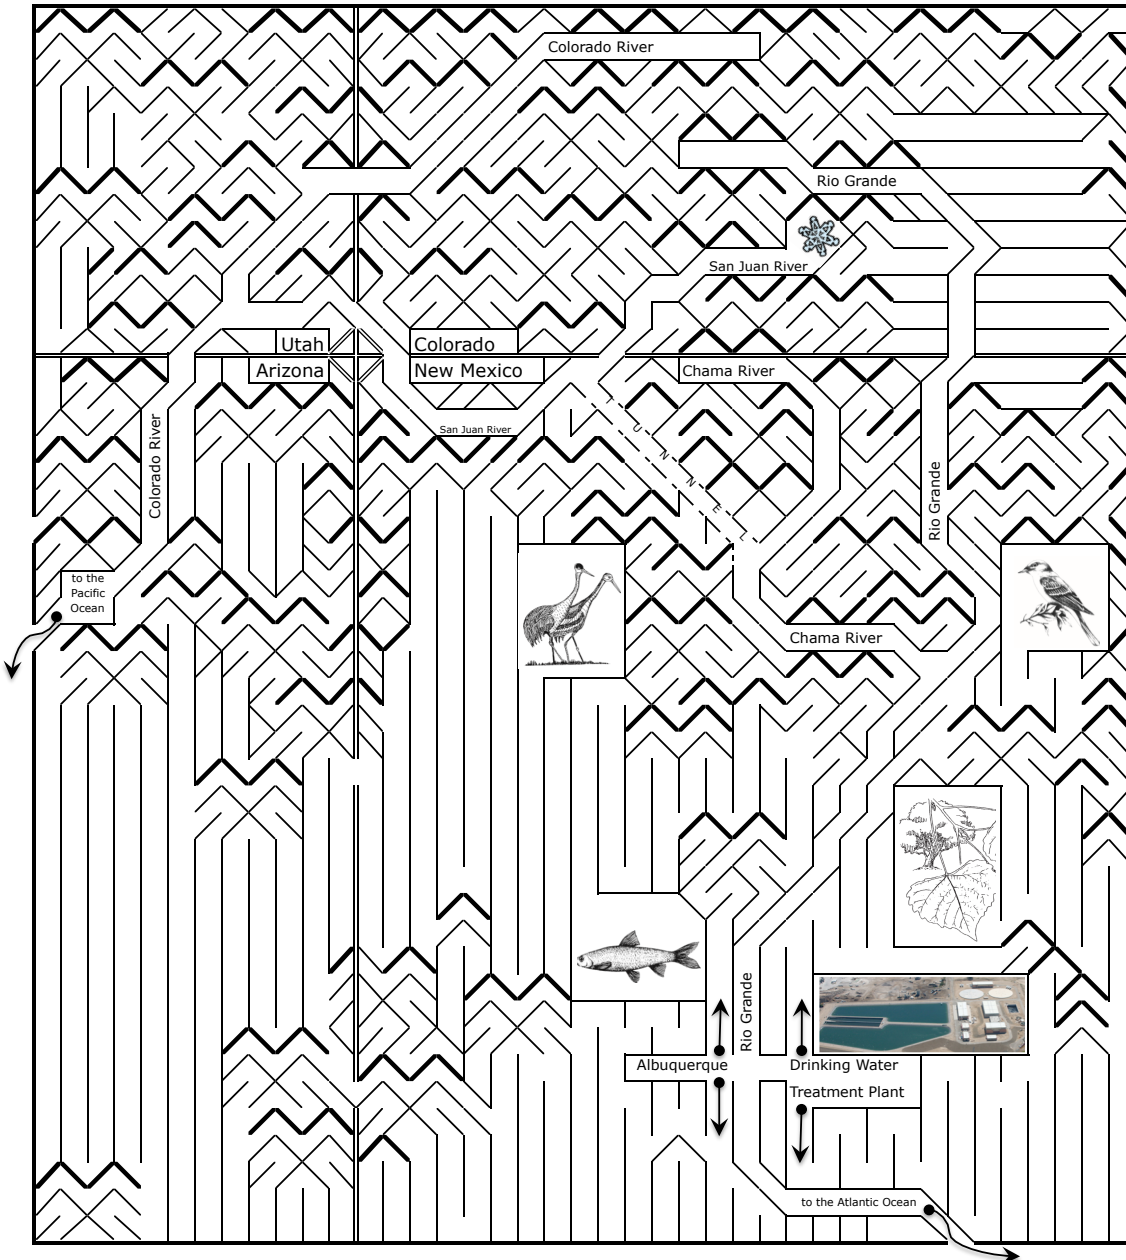 Colorado River
Rio Grande
San Juan River
Utah
Colorado
Arizona
New Mexico
Chama River
San Juan River
TUNNEL
Colorado River
Rio Grande
to the
Pacific
Ocean
Chama River
Rio Grande
Albuquerque
Drinking Water
Treatment Plant
to the Atlantic Ocean